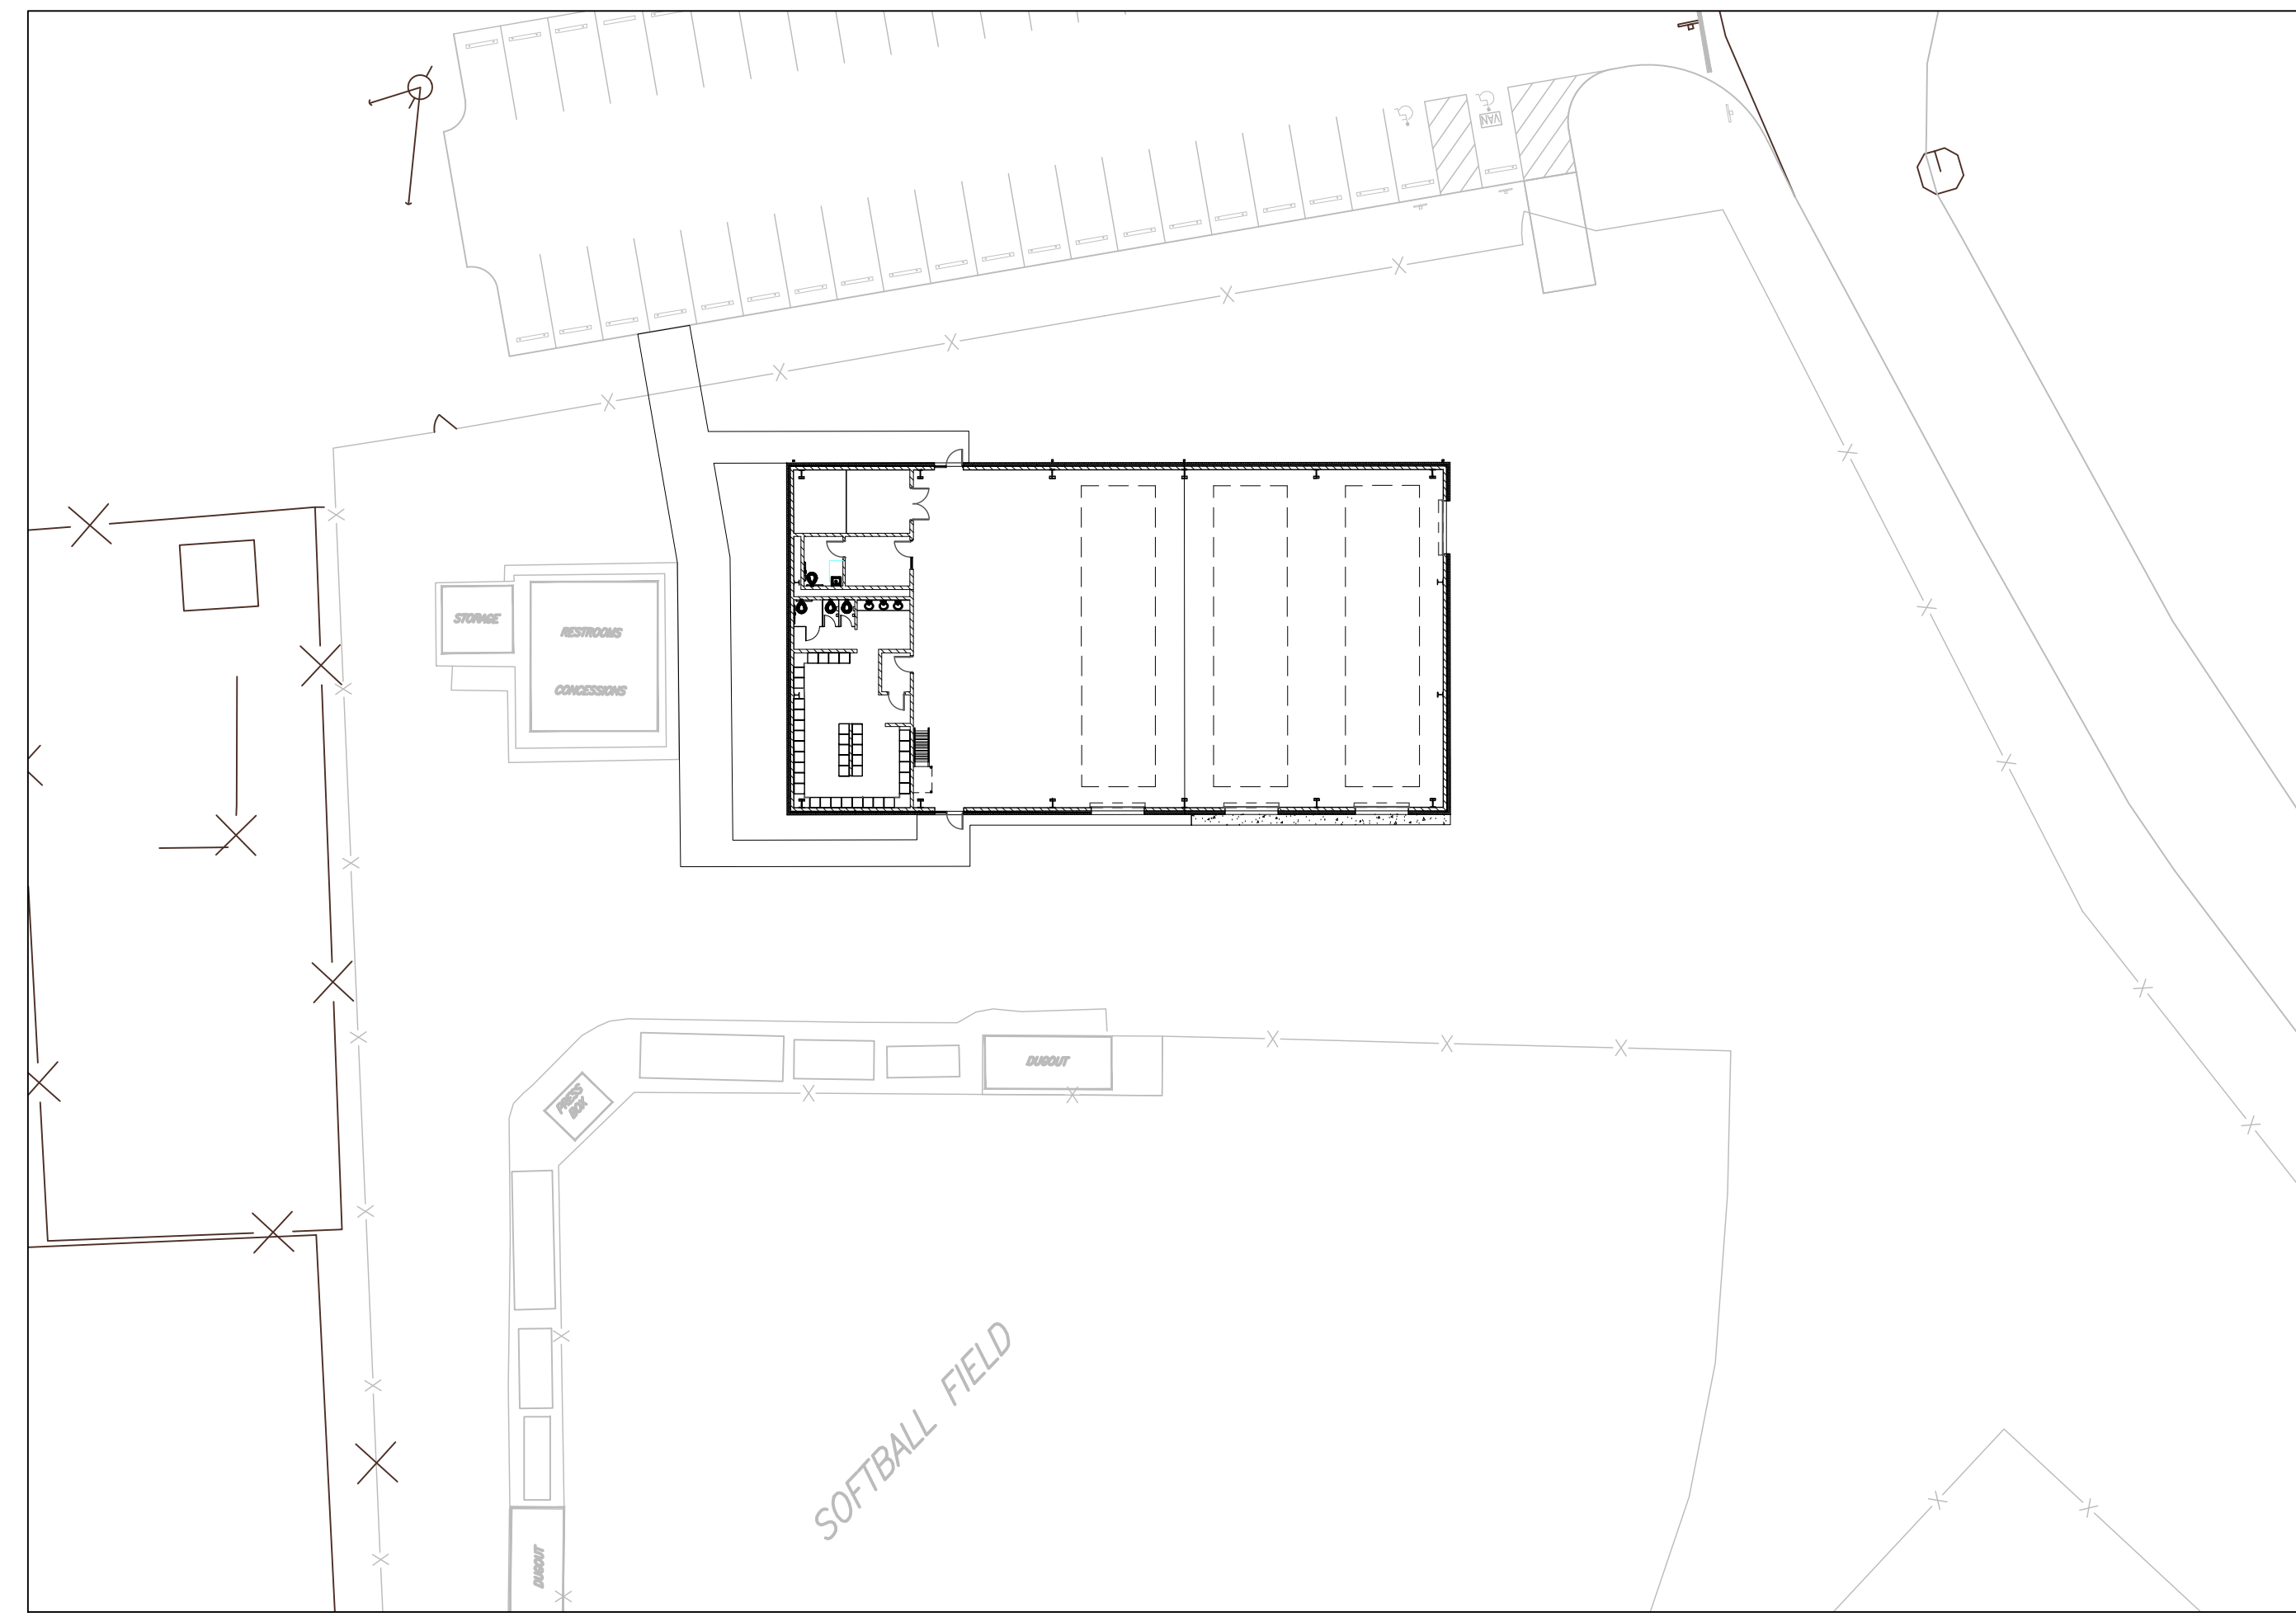 VAN
STORAGE
RESTROOMS
CONCESSIONS
DUGOUT
PRESS
BOX
SOFTBALL FIELD
DUGOUT